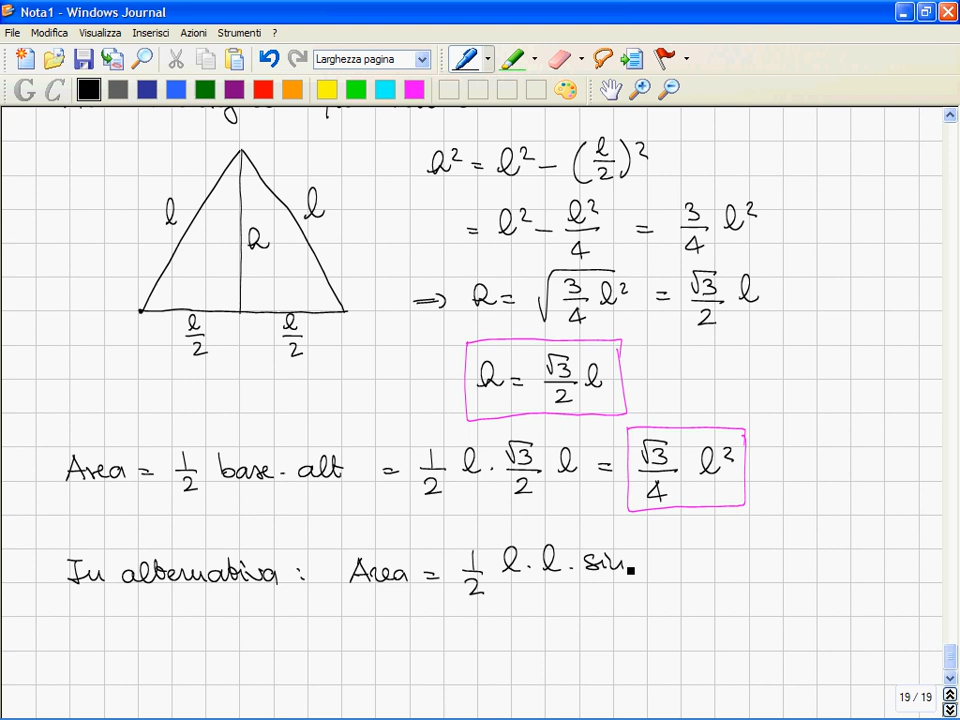 Nota1 - Windows Journal
File Modifica Visualizza Inserisci Azioni Strumenti ?
Larghezza pagina
G C
l l h
l/2 l/2
h² = l² - (l/2)²
= l² - l²/4 = 3/4 l²
⇒ h = √(3/4 l²) = √3/2 l
h = √3/2 l
Area = 1/2 base · alt = 1/2 l · √3/2 l = √3/4 l²
In alternativa : Area = 1/2 l · l · sin
19 / 19